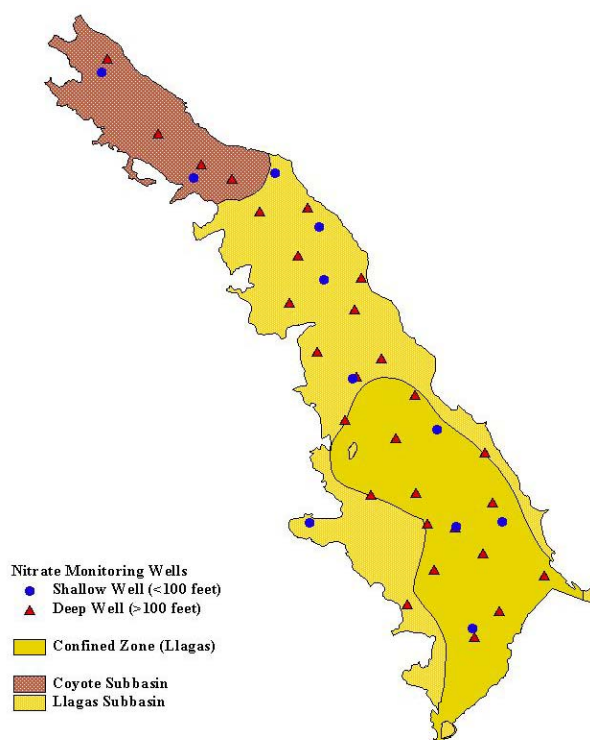 Nitrate Monitoring Wells
Shallow Well (<100 feet)
Deep Well (>100 feet)
Confined Zone (Llagas)
Coyote Subbasin
Llagas Subbasin